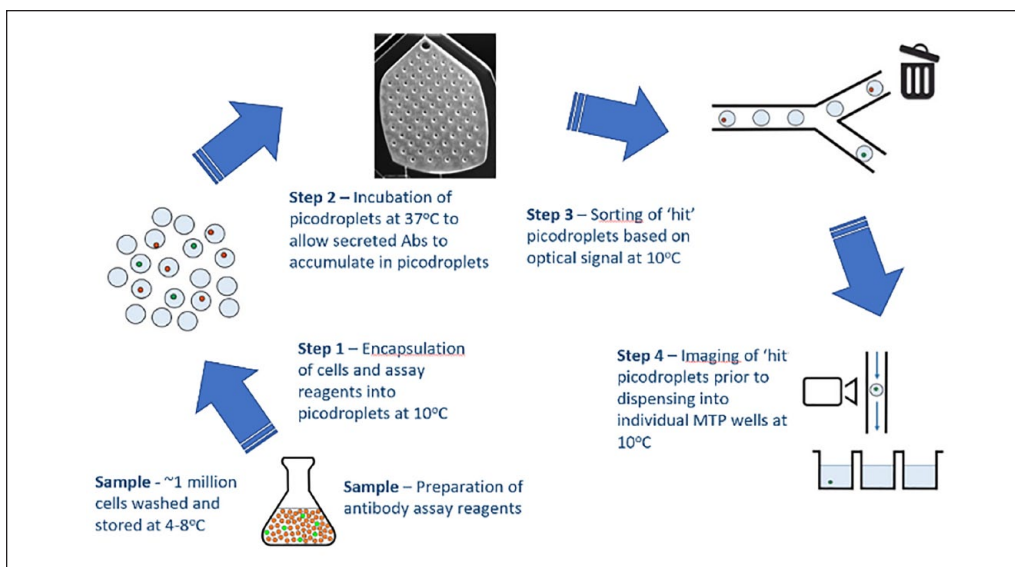 Sample - ~1 million
cells washed and
stored at 4-8°C
Sample – Preparation of
antibody assay reagents
Step 1 – Encapsulation
of cells and assay
reagents into
picodroplets at 10°C
Step 2 – Incubation of
picodroplets at 37°C to
allow secreted Abs to
accumulate in picodroplets
Step 3 – Sorting of ‘hit’
picodroplets based on
optical signal at 10°C
Step 4 – Imaging of ‘hit
picodroplets prior to
dispensing into
individual MTP wells at
10°C